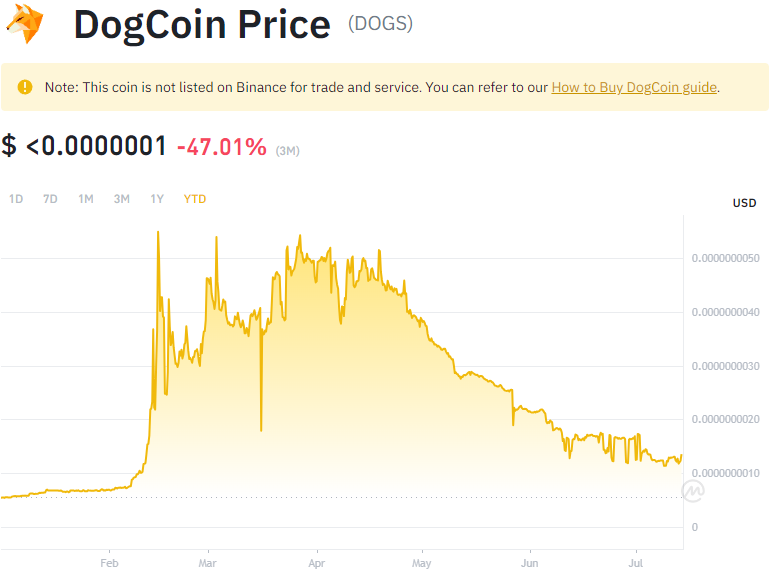 DogCoin Price (DOGS)
Note: This coin is not listed on Binance for trade and service. You can refer to our How to Buy DogCoin guide.
$ <0.0000001 -47.01% (3M)
1D 7D 1M 3M 1Y YTD
USD
0.0000000050
0.0000000040
0.0000000030
0.0000000020
0.0000000010
0
Feb Mar Apr May Jun Jul